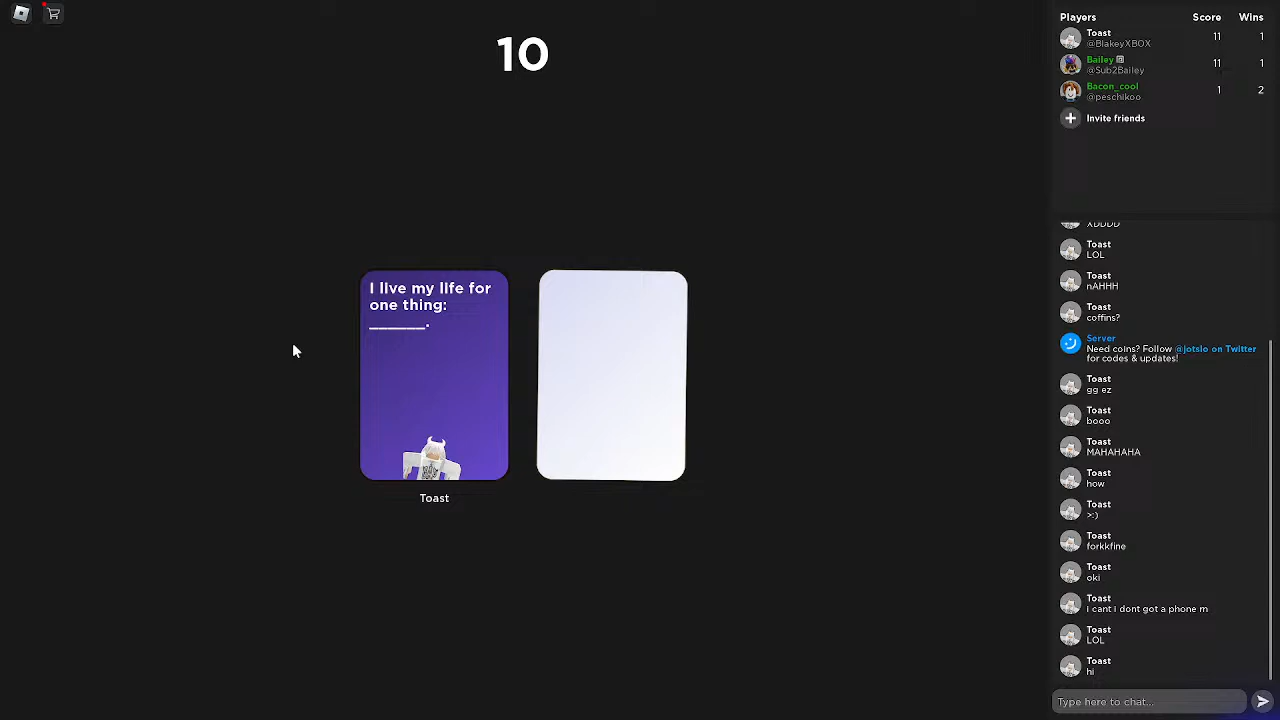 10
I live my life for
one thing:
______.
Toast
Players Score Wins
Toast 11 1
@BlakeyXBOX
Bailey 11 1
@Sub2Bailey
Bacon_cool 1 2
@peschikoo
Invite friends
XDDDD
Toast
LOL
Toast
nAHHH
Toast
coffins?
Server
Need coins? Follow @jotslo on Twitter
for codes & updates!
Toast
gg ez
Toast
booo
Toast
MAHAHAHA
Toast
how
Toast
>:)
Toast
forkkfine
Toast
oki
Toast
i cant i dont got a phone rn
Toast
LOL
Toast
hi
Type here to chat...